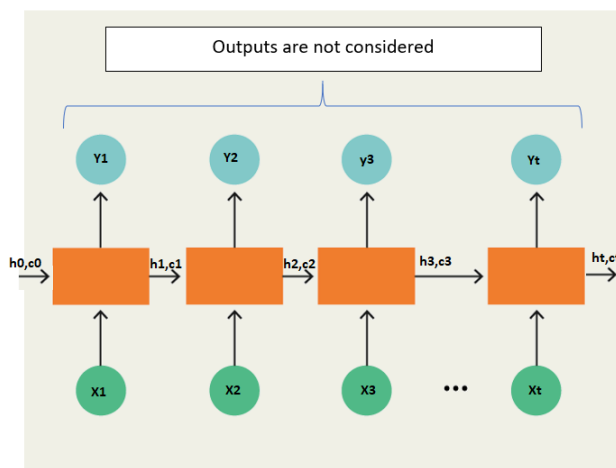 Outputs are not considered
Y1 Y2 y3 Yt
h0,c0 h1,c1 h2,c2 h3,c3 ht,c
X1 X2 X3 ••• Xt